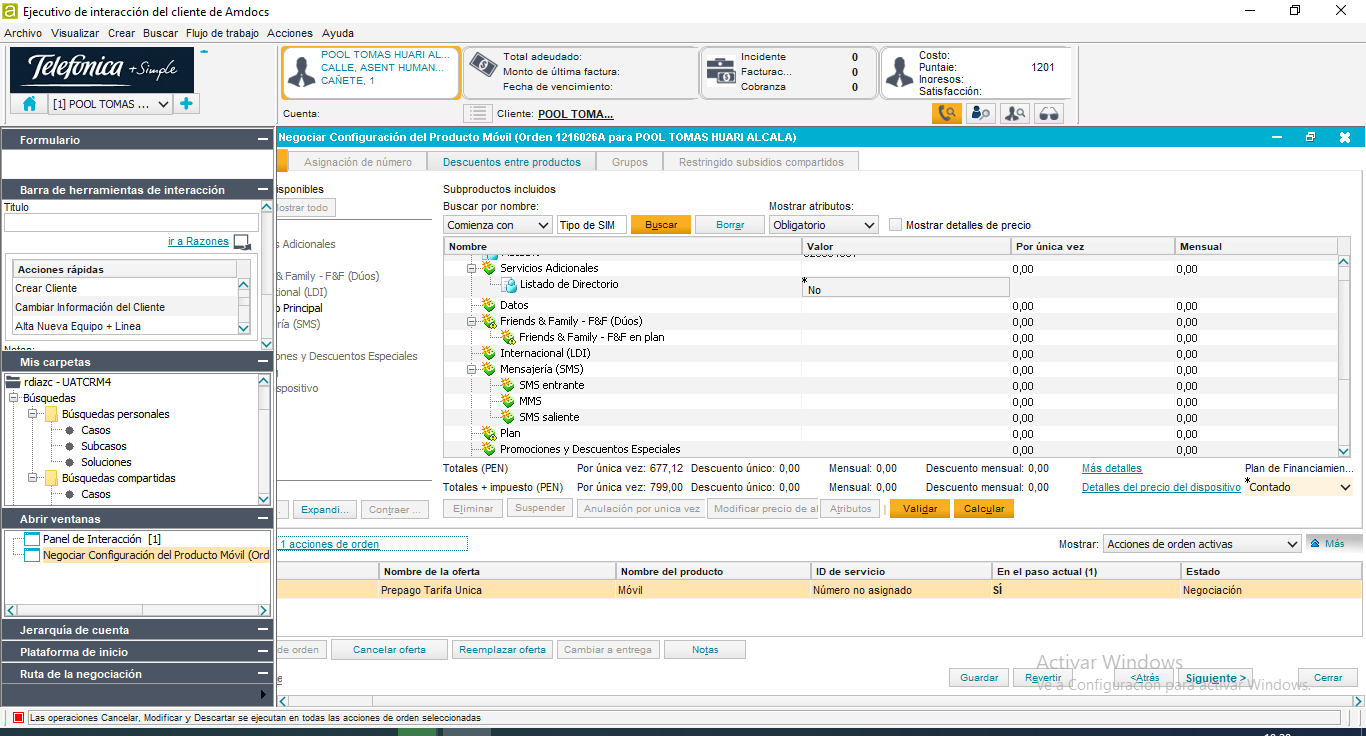 Ejecutivo de interacción del cliente de Amdocs
Archivo Visualizar Crear Buscar Flujo de trabajo Acciones Ayuda
Telefónica +Simple
[1] POOL TOMAS ...
POOL TOMAS HUARI AL...
CALLE, ASENT HUMAN...
CAÑETE, 1
Total adeudado:
Monto de última factura:
Fecha de vencimiento:
Incidente 0
Facturac... 0
Cobranza 0
Costo:
Puntaje: 1201
Ingresos:
Satisfacción:
Cuenta: Cliente: POOL TOMA...
Formulario
Barra de herramientas de interacción
Título
ir a Razones
Acciones rápidas
Crear Cliente
Cambiar Información del Cliente
Alta Nueva Equipo + Linea
Notas:
Mis carpetas
rdiazc - UATCRM4
Búsquedas
Búsquedas personales
Casos
Subcasos
Soluciones
Búsquedas compartidas
Casos
Abrir ventanas
Panel de Interacción [1]
Negociar Configuración del Producto Móvil (Ord
Jerarquía de cuenta
Plataforma de inicio
Ruta de la negociación
Negociar Configuración del Producto Móvil (Orden 1216026A para POOL TOMAS HUARI ALCALA)
Asignación de número Descuentos entre productos Grupos Restringido subsidios compartidos
isponibles
ostrar todo
s Adicionales
& Family - F&F (Dúos)
ional (LDI)
o Principal
ría (SMS)
ones y Descuentos Especiales
spositivo
Expandi... Contraer ...
Subproductos incluidos
Buscar por nombre: Mostrar atributos:
Comienza con Tipo de SIM Buscar Borrar Obligatorio Mostrar detalles de precio
Nombre Valor Por única vez Mensual
Servicios Adicionales 0,00 0,00
Listado de Directorio * No
Datos 0,00 0,00
Friends & Family - F&F (Dúos) 0,00 0,00
Friends & Family - F&F en plan 0,00 0,00
Internacional (LDI) 0,00 0,00
Mensajería (SMS) 0,00 0,00
SMS entrante 0,00 0,00
MMS 0,00 0,00
SMS saliente 0,00 0,00
Plan 0,00 0,00
Promociones y Descuentos Especiales 0,00 0,00
Totales (PEN) Por única vez: 677,12 Descuento único: 0,00 Mensual: 0,00 Descuento mensual: 0,00 Más detalles Plan de Financiamien...
Totales + impuesto (PEN) Por única vez: 799,00 Descuento único: 0,00 Mensual: 0,00 Descuento mensual: 0,00 Detalles del precio del dispositivo *Contado
Eliminar Suspender Anulación por unica vez Modificar precio de al Atributos | Validar Calcular
1 acciones de orden Mostrar: Acciones de orden activas Más
Nombre de la oferta Nombre del producto ID de servicio En el paso actual (1) Estado
Prepago Tarifa Unica Móvil Número no asignado SÍ Negociación
de orden Cancelar oferta Reemplazar oferta Cambiar a entrega Notas
Activar Windows
Ve a Configuración para activar Windows.
Guardar Revertir <Atrás Siguiente > Cerrar
Las operaciones Cancelar, Modificar y Descartar se ejecutan en todas las acciones de orden seleccionadas